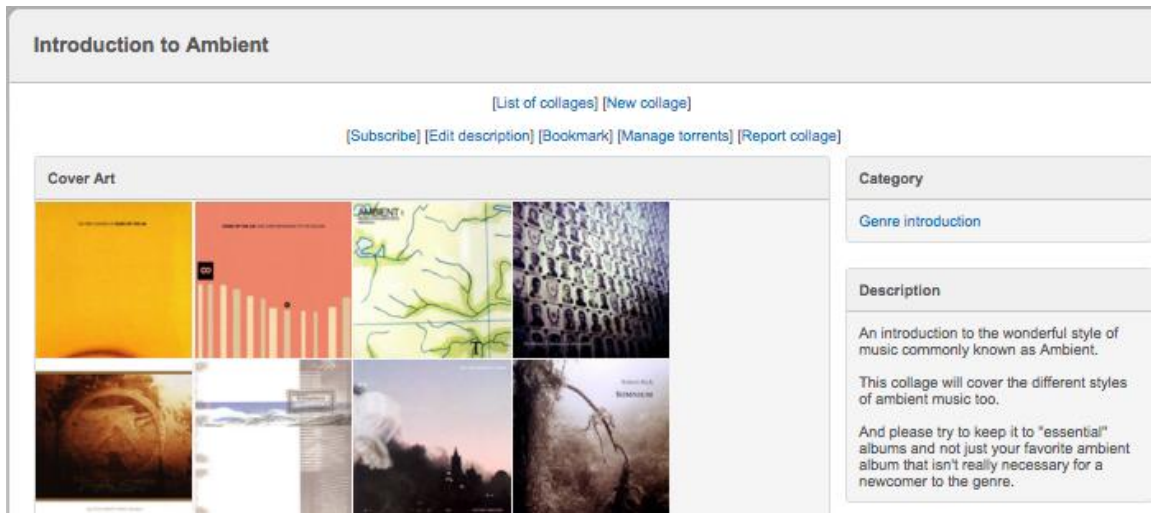 Introduction to Ambient
[List of collages] [New collage]
[Subscribe] [Edit description] [Bookmark] [Manage torrents] [Report collage]
Cover Art
AMBIENT 1
SOMNIUM
Category
Genre introduction
Description
An introduction to the wonderful style of
music commonly known as Ambient.
This collage will cover the different styles
of ambient music too.
And please try to keep it to "essential"
albums and not just your favorite ambient
album that isn't really necessary for a
newcomer to the genre.